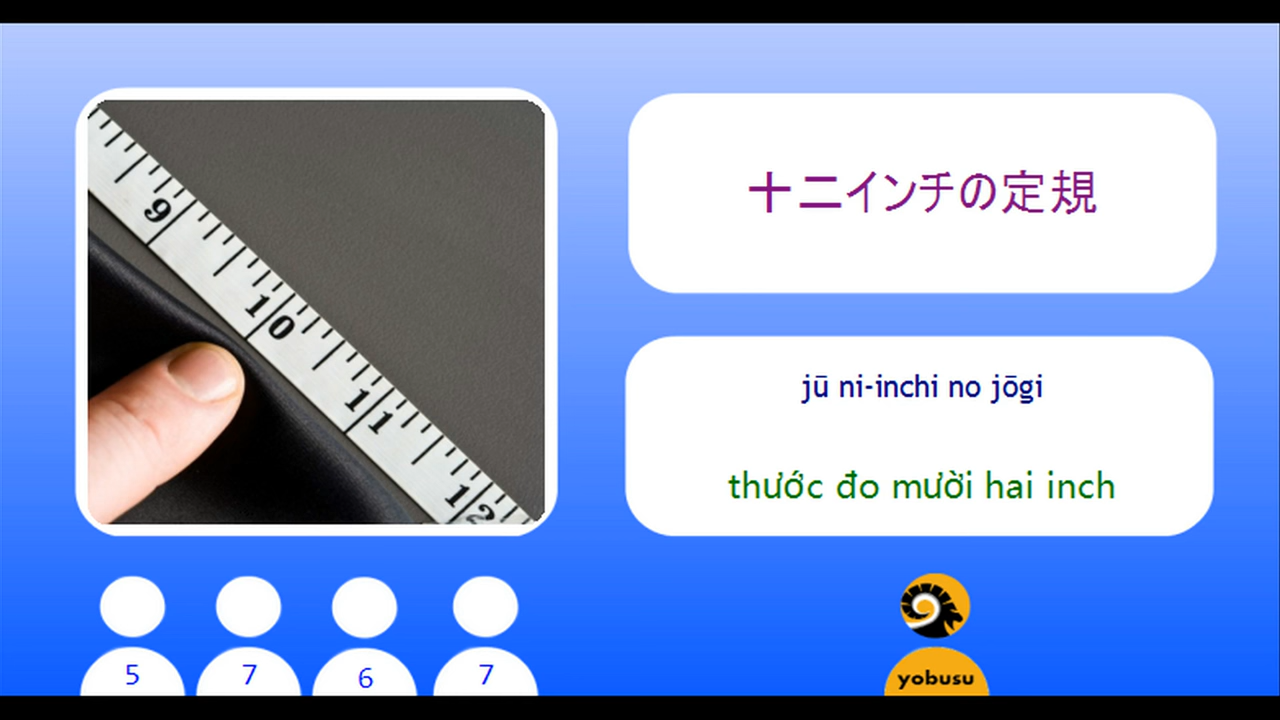 9
10
11
12
十二インチの定規
jū ni-inchi no jōgi
thước đo mười hai inch
5
7
6
7
yobusu